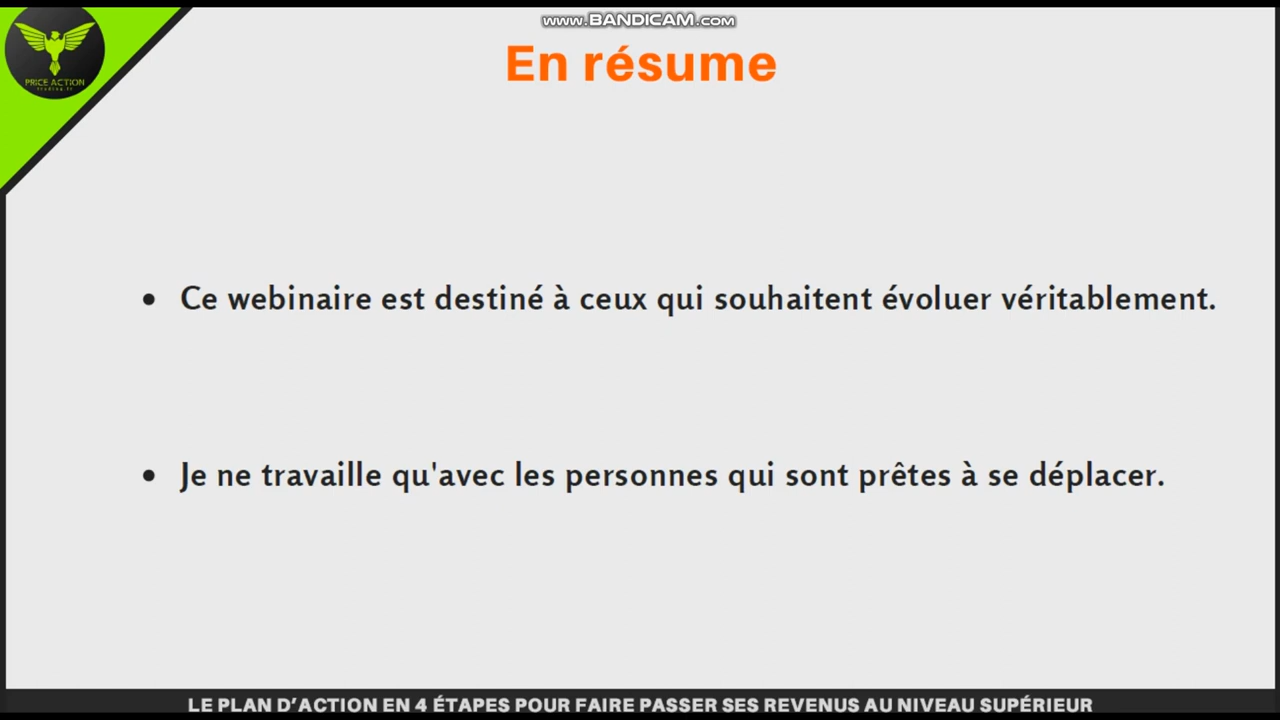 www.BANDICAM.com
En résume
PRICE ACTION
trading.fr
• Ce webinaire est destiné à ceux qui souhaitent évoluer véritablement.
• Je ne travaille qu'avec les personnes qui sont prêtes à se déplacer.
LE PLAN D’ACTION EN 4 ÉTAPES POUR FAIRE PASSER SES REVENUS AU NIVEAU SUPÉRIEUR